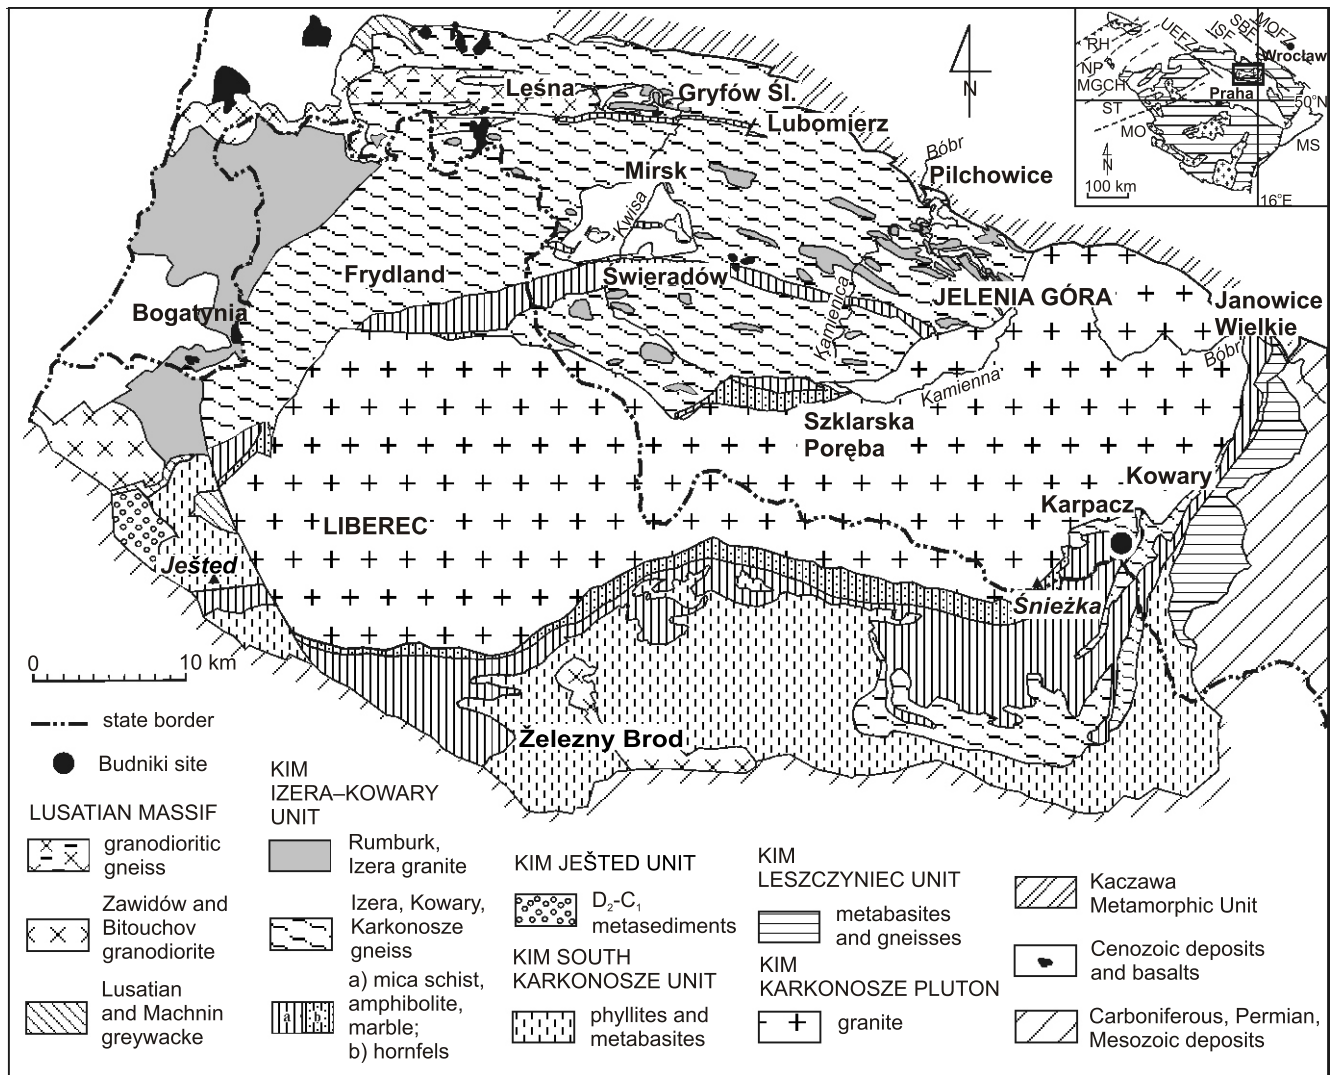 RH
NP
MGCH
ST
MO
UEFZ
ISF
SBF
MQFZ
Wrocław
Praha
50°N
MS
N
100 km
16°E
N
Leśna
Gryfów Śl.
Lubomierz
Bóbr
Pilchowice
Mirsk
Kwisa
Frydland
Świeradów
JELENIA GÓRA
Janowice
Wielkie
Bóbr
Bogatynia
Kamienica
Kamienna
Szklarska
Poręba
Kowary
Karpacz
LIBEREC
Ješted
Śnieżka
0 10 km
Železny Brod
state border
Budniki site
LUSATIAN MASSIF
granodioritic
gneiss
Zawidów and
Bitouchov
granodiorite
Lusatian
and Machnin
greywacke
KIM
IZERA–KOWARY
UNIT
Rumburk,
Izera granite
Izera, Kowary,
Karkonosze
gneiss
a b
a) mica schist,
amphibolite,
marble;
b) hornfels
KIM JEŠTED UNIT
D2-C1
metasediments
KIM SOUTH
KARKONOSZE UNIT
phyllites and
metabasites
KIM
LESZCZYNIEC UNIT
metabasites
and gneisses
KIM
KARKONOSZE PLUTON
granite
Kaczawa
Metamorphic Unit
Cenozoic deposits
and basalts
Carboniferous, Permian,
Mesozoic deposits